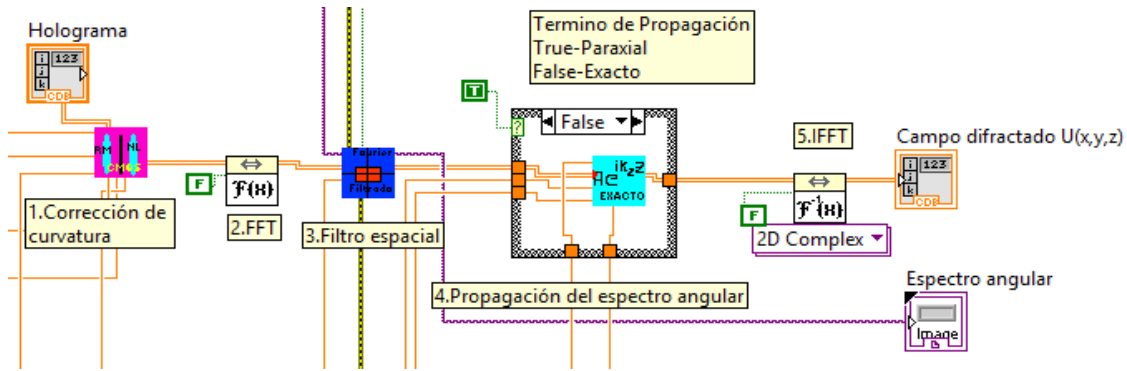 Holograma
i
j
k
123
CDB
RM
NL
CMOS
1.Corrección de
curvatura
F
F(x)
2.FFT
Fourier
Filtrado
3.Filtro espacial
Termino de Propagación
True-Paraxial
False-Exacto
T
?
False
ik_zZ
EXACTO
4.Propagación del espectro angular
5.IFFT
F
F⁻¹(x)
2D Complex
Campo difractado U(x,y,z)
i
j
k
123
CDB
Espectro angular
Image